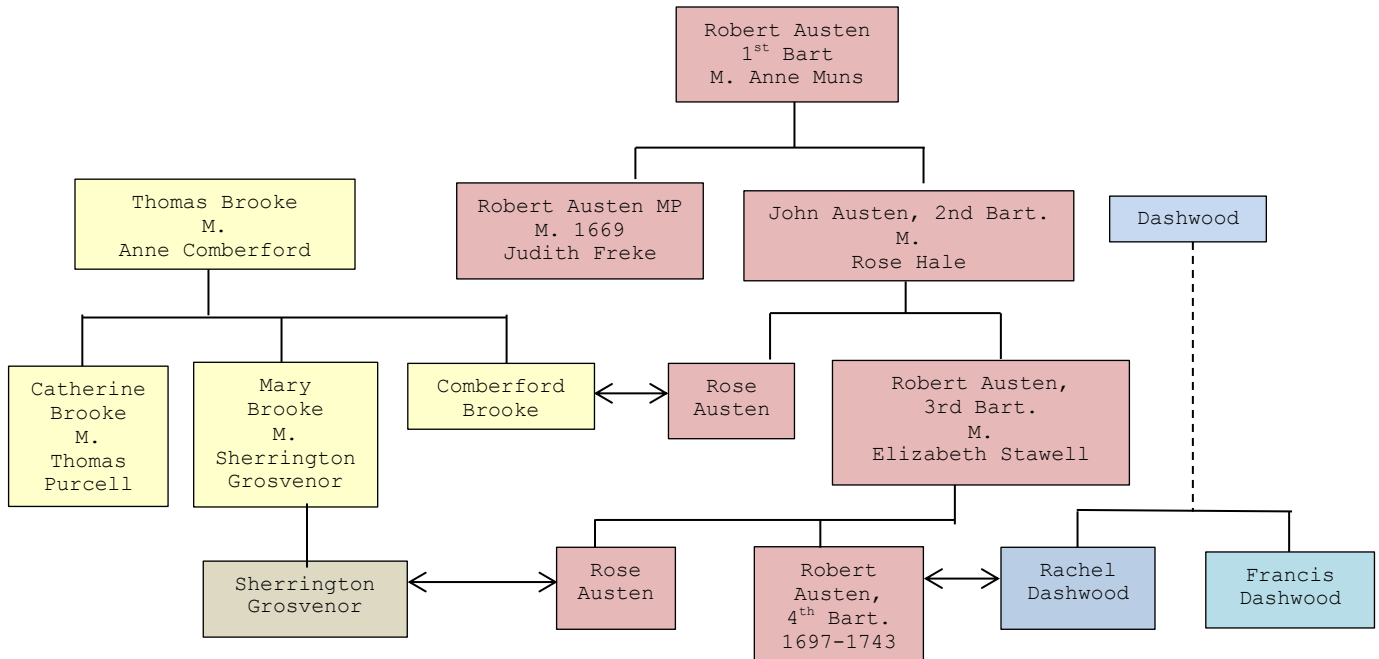 Robert Austen
1st Bart
M. Anne Muns
Thomas Brooke
M.
Anne Comberford
Robert Austen MP
M. 1669
Judith Freke
John Austen, 2nd Bart.
M.
Rose Hale
Dashwood
Catherine
Brooke
M.
Thomas
Purcell
Mary
Brooke
M.
Sherrington
Grosvenor
Comberford
Brooke
Rose
Austen
Robert Austen,
3rd Bart.
M.
Elizabeth Stawell
Sherrington
Grosvenor
Rose
Austen
Robert
Austen,
4th Bart.
1697-1743
Rachel
Dashwood
Francis
Dashwood